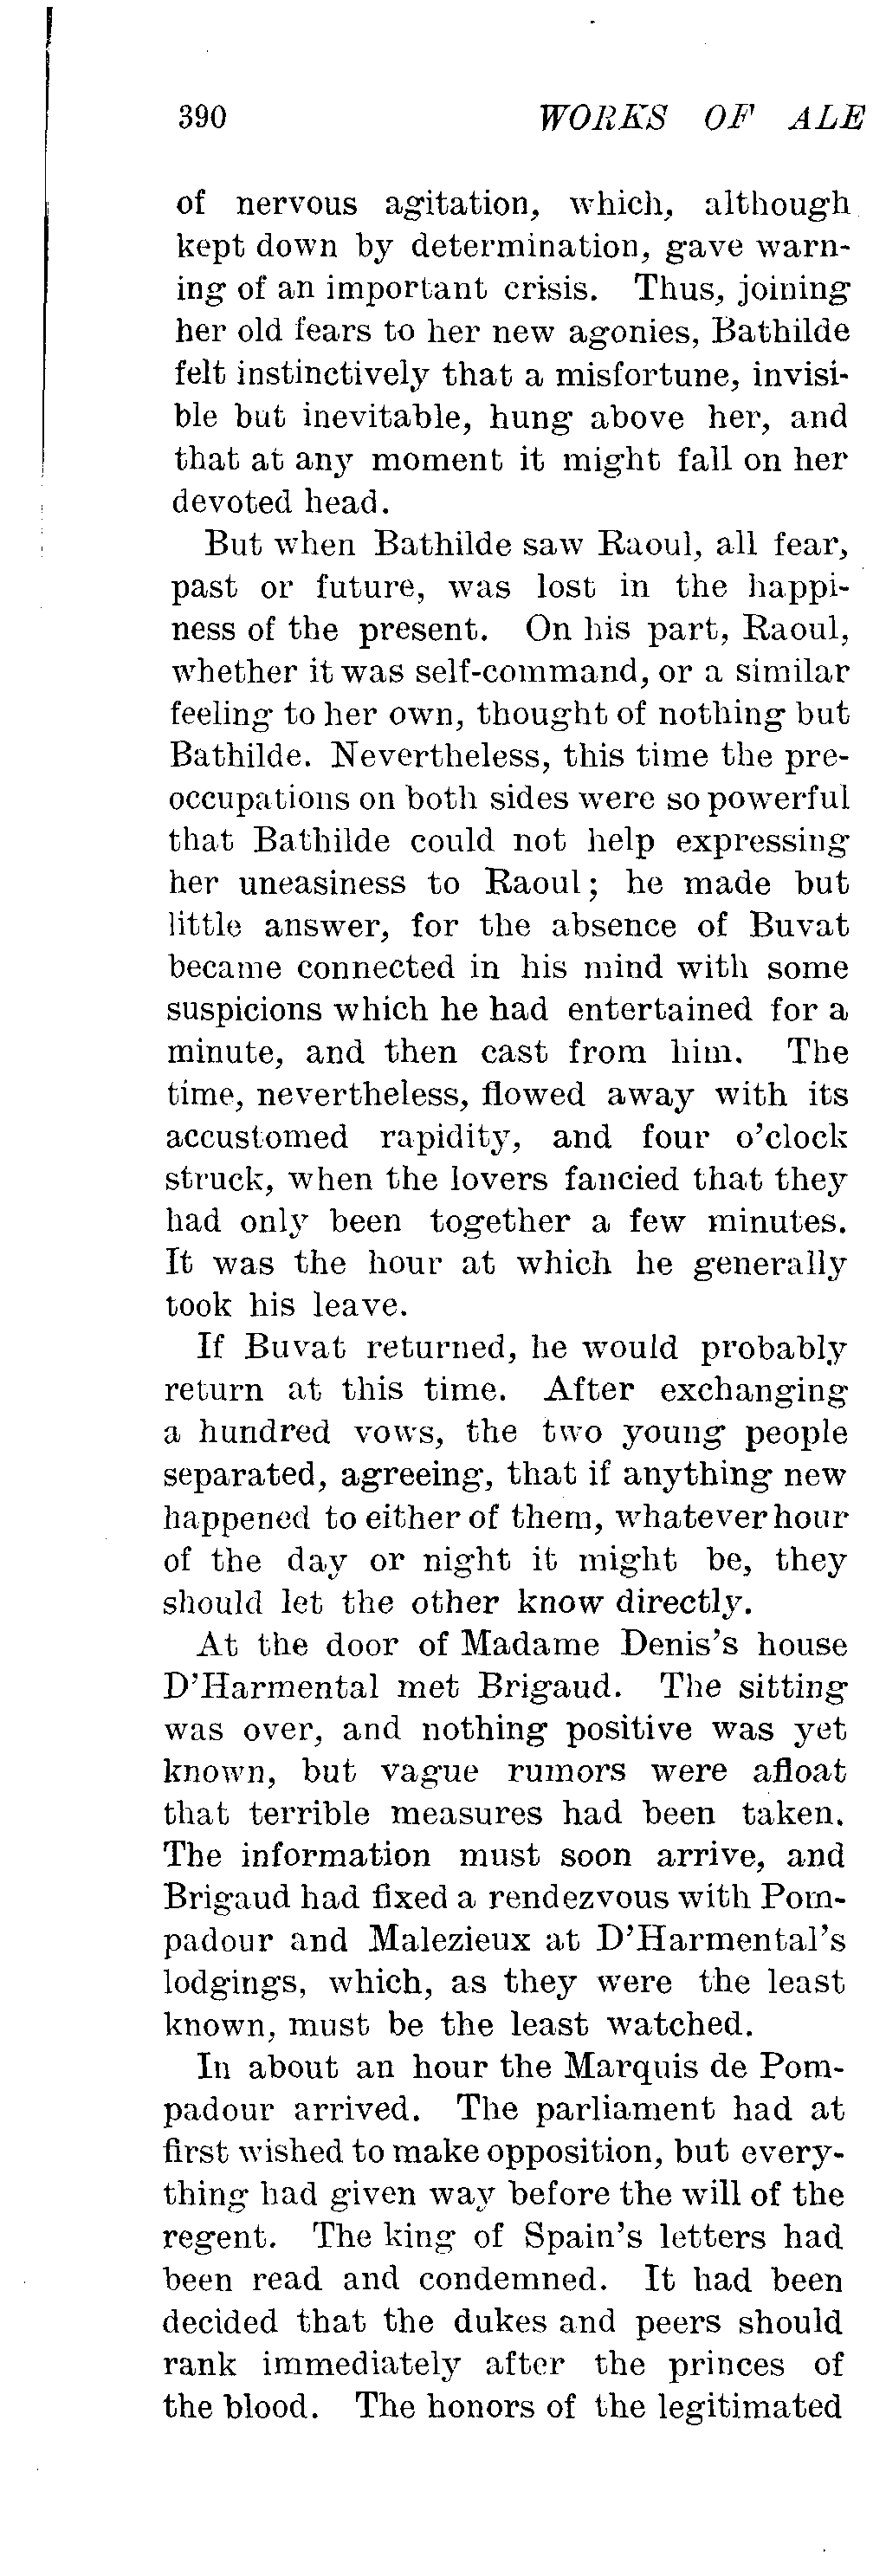 390 WORKS OF ALE
of nervous agitation, which, although
kept down by determination, gave warn-
ing of an important crisis. Thus, joining
her old fears to her new agonies, Bathilde
felt instinctively that a misfortune, invisi-
ble but inevitable, hung above her, and
that at any moment it might fall on her
devoted head.
But when Bathilde saw Raoul, all fear,
past or future, was lost in the happi-
ness of the present. On his part, Raoul,
whether it was self-command, or a similar
feeling to her own, thought of nothing but
Bathilde. Nevertheless, this time the pre-
occupations on both sides were so powerful
that Bathilde could not help expressing
her uneasiness to Raoul; he made but
little answer, for the absence of Buvat
became connected in his mind with some
suspicions which he had entertained for a
minute, and then cast from him. The
time, nevertheless, flowed away with its
accustomed rapidity, and four o'clock
struck, when the lovers fancied that they
had only been together a few minutes.
It was the hour at which he generally
took his leave.
If Buvat returned, he would probably
return at this time. After exchanging
a hundred vows, the two young people
separated, agreeing, that if anything new
happened to either of them, whatever hour
of the day or night it might be, they
should let the other know directly.
At the door of Madame Denis's house
D'Harmental met Brigaud. The sitting
was over, and nothing positive was yet
known, but vague rumors were afloat
that terrible measures had been taken.
The information must soon arrive, and
Brigaud had fixed a rendezvous with Pom-
padour and Malezieux at D'Harmental's
lodgings, which, as they were the least
known, must be the least watched.
In about an hour the Marquis de Pom-
padour arrived. The parliament had at
first wished to make opposition, but every-
thing had given way before the will of the
regent. The king of Spain's letters had
been read and condemned. It had been
decided that the dukes and peers should
rank immediately after the princes of
the blood. The honors of the legitimated